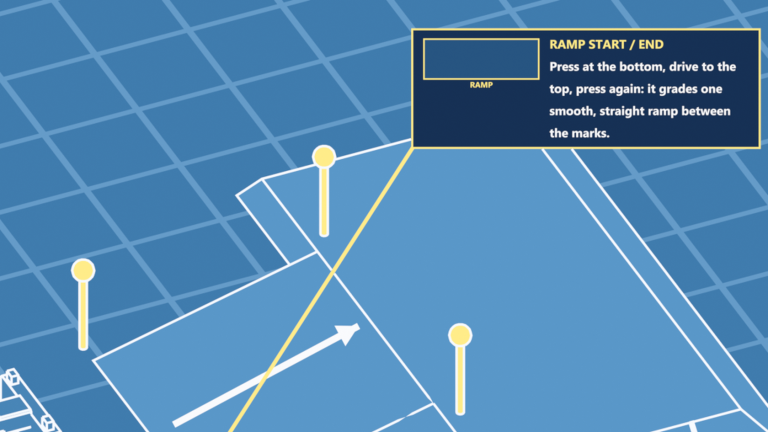 RAMP
RAMP START / END
Press at the bottom, drive to the
top, press again: it grades one
smooth, straight ramp between
the marks.